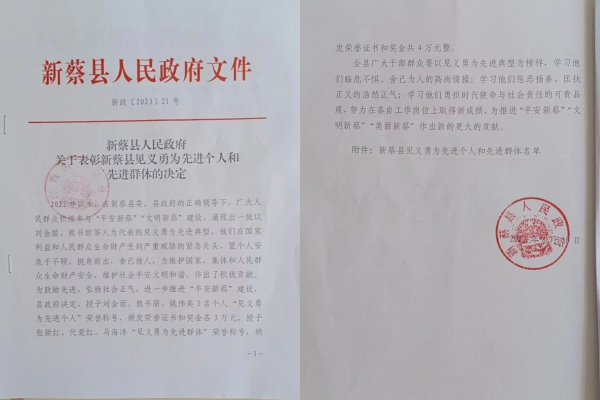 新蔡县人民政府文件
新政〔2023〕21号
新蔡县人民政府
关于表彰新蔡县见义勇为先进个人和
先进群体的决定
2022年以来,在新蔡县委、县政府的正确领导下,广大人
民群众积极参与“平安新蔡”“文明新蔡”建设,涌现出一批以
刘金面、熊书丽等人为代表的见义勇为先进典型,他们在国家
利益和人民群众生命财产受到严重威胁的紧急关头,置个人安
危于不顾,挺身而出,舍己救人,为维护国家、集体和人民群
众生命财产安全,维护社会平安文明和谐,作出了积极贡献。
为鼓励先进,弘扬社会正气,进一步推进“平安新蔡”建设,
县政府决定,授予刘金面、熊书丽、姚伟英3名个人“见义勇
为先进个人”荣誉称号,颁发荣誉证书和奖金各3万元,授予
张新红、代爱红、马海洋“见义勇为先进群体”荣誉称号,颁
-1-
发荣誉证书和奖金共4万元整。
全县广大干部群众要以见义勇为先进典型为榜样,学习他
们临危不惧、舍己为人的高尚情操;学习他们惩恶扬善、匡扶
正义的浩然正气;学习他们勇担时代使命与社会责任的可贵品
质,努力在各自工作岗位上取得新成绩,为推进“平安新蔡”“文
明新蔡”“美丽新蔡”作出新的更大的贡献。
附件:新蔡县见义勇为先进个人和先进群体名单
新蔡县人民政府
日